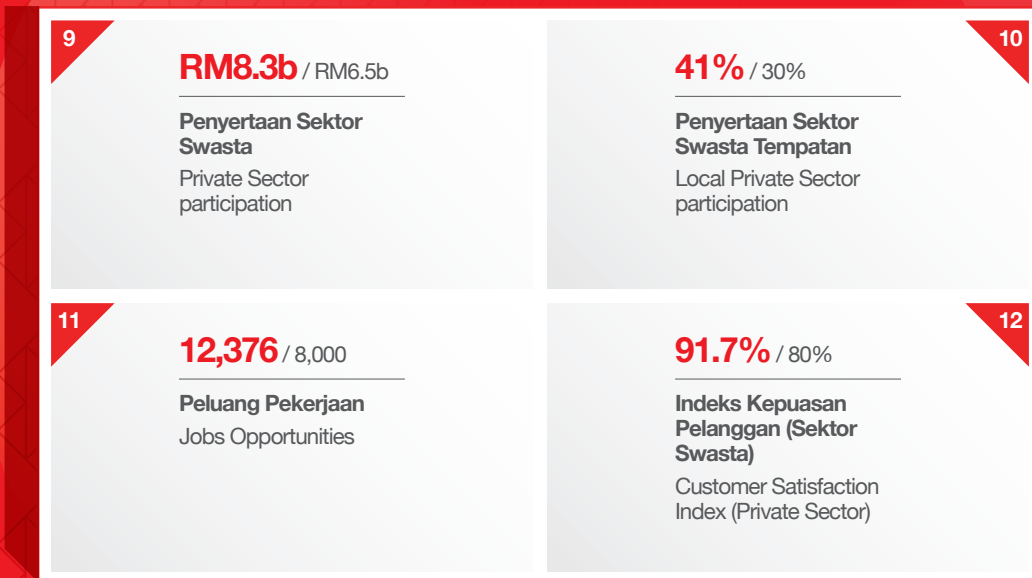 9
RM8.3b / RM6.5b
Penyertaan Sektor
Swasta
Private Sector
participation
10
41% / 30%
Penyertaan Sektor
Swasta Tempatan
Local Private Sector
participation
11
12,376 / 8,000
Peluang Pekerjaan
Jobs Opportunities
12
91.7% / 80%
Indeks Kepuasan
Pelanggan (Sektor
Swasta)
Customer Satisfaction
Index (Private Sector)